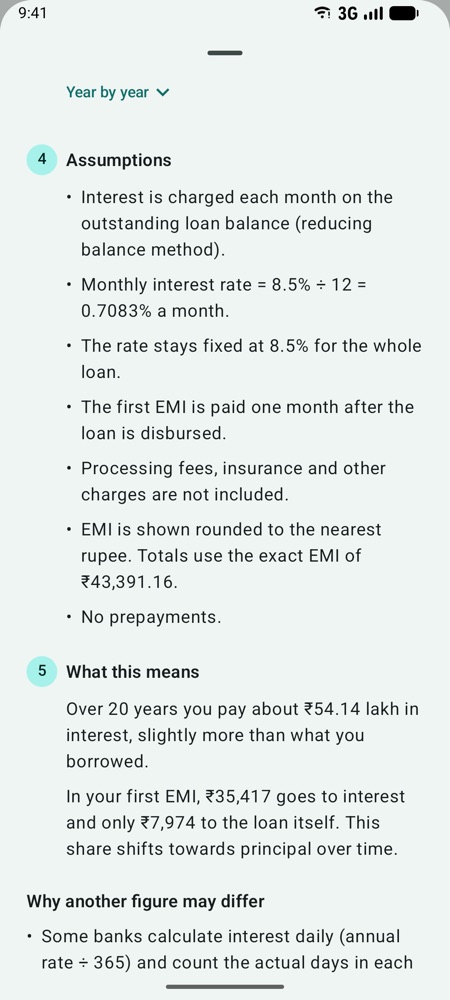 9:41
3G
Year by year
4 Assumptions
• Interest is charged each month on the
outstanding loan balance (reducing
balance method).
• Monthly interest rate = 8.5% ÷ 12 =
0.7083% a month.
• The rate stays fixed at 8.5% for the whole
loan.
• The first EMI is paid one month after the
loan is disbursed.
• Processing fees, insurance and other
charges are not included.
• EMI is shown rounded to the nearest
rupee. Totals use the exact EMI of
₹43,391.16.
• No prepayments.
5 What this means
Over 20 years you pay about ₹54.14 lakh in
interest, slightly more than what you
borrowed.
In your first EMI, ₹35,417 goes to interest
and only ₹7,974 to the loan itself. This
share shifts towards principal over time.
Why another figure may differ
• Some banks calculate interest daily (annual
rate ÷ 365) and count the actual days in each